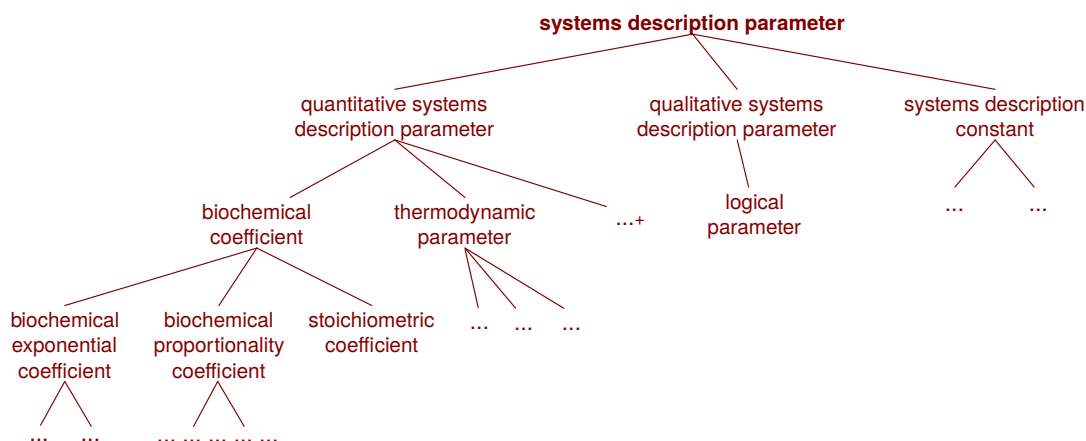 systems description parameter
quantitative systems
description parameter
qualitative systems
description parameter
systems description
constant
biochemical
coefficient
thermodynamic
parameter
...+
logical
parameter
... ...
biochemical
exponential
coefficient
biochemical
proportionality
coefficient
stoichiometric
coefficient
... ... ...
... ...
... ... ... ... ...